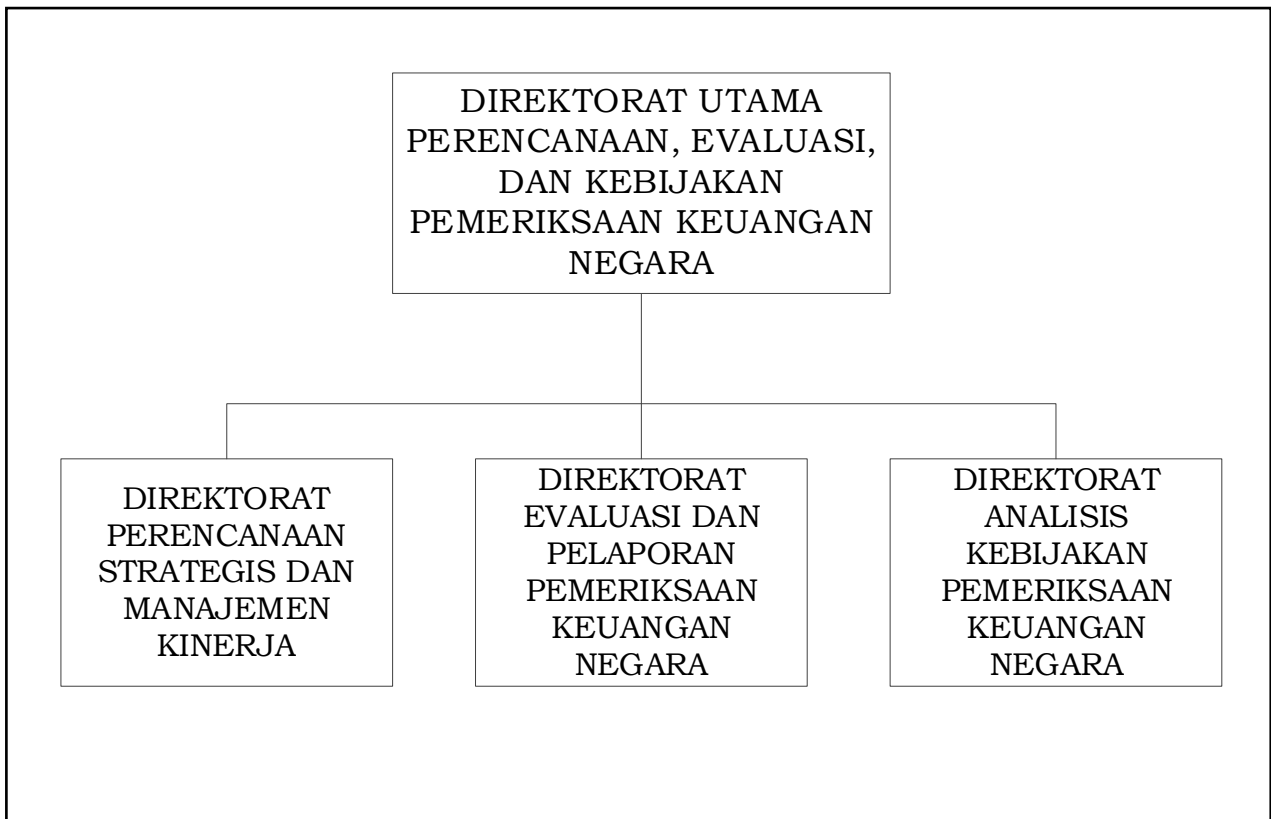 DIREKTORAT UTAMA
PERENCANAAN, EVALUASI,
DAN KEBIJAKAN
PEMERIKSAAN KEUANGAN
NEGARA
DIREKTORAT
PERENCANAAN
STRATEGIS DAN
MANAJEMEN
KINERJA
DIREKTORAT
EVALUASI DAN
PELAPORAN
PEMERIKSAAN
KEUANGAN
NEGARA
DIREKTORAT
ANALISIS
KEBIJAKAN
PEMERIKSAAN
KEUANGAN
NEGARA